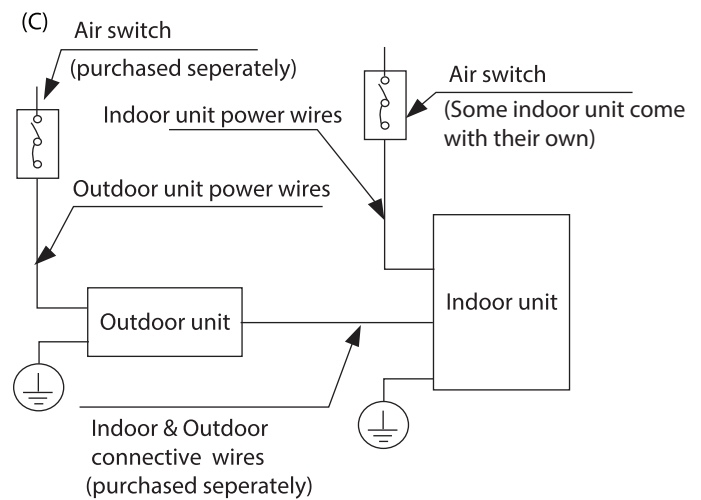 (C)
Air switch
(purchased seperately)
Air switch
(Some indoor unit come
with their own)
Indoor unit power wires
Outdoor unit power wires
Outdoor unit
Indoor unit
Indoor & Outdoor
connective wires
(purchased seperately)